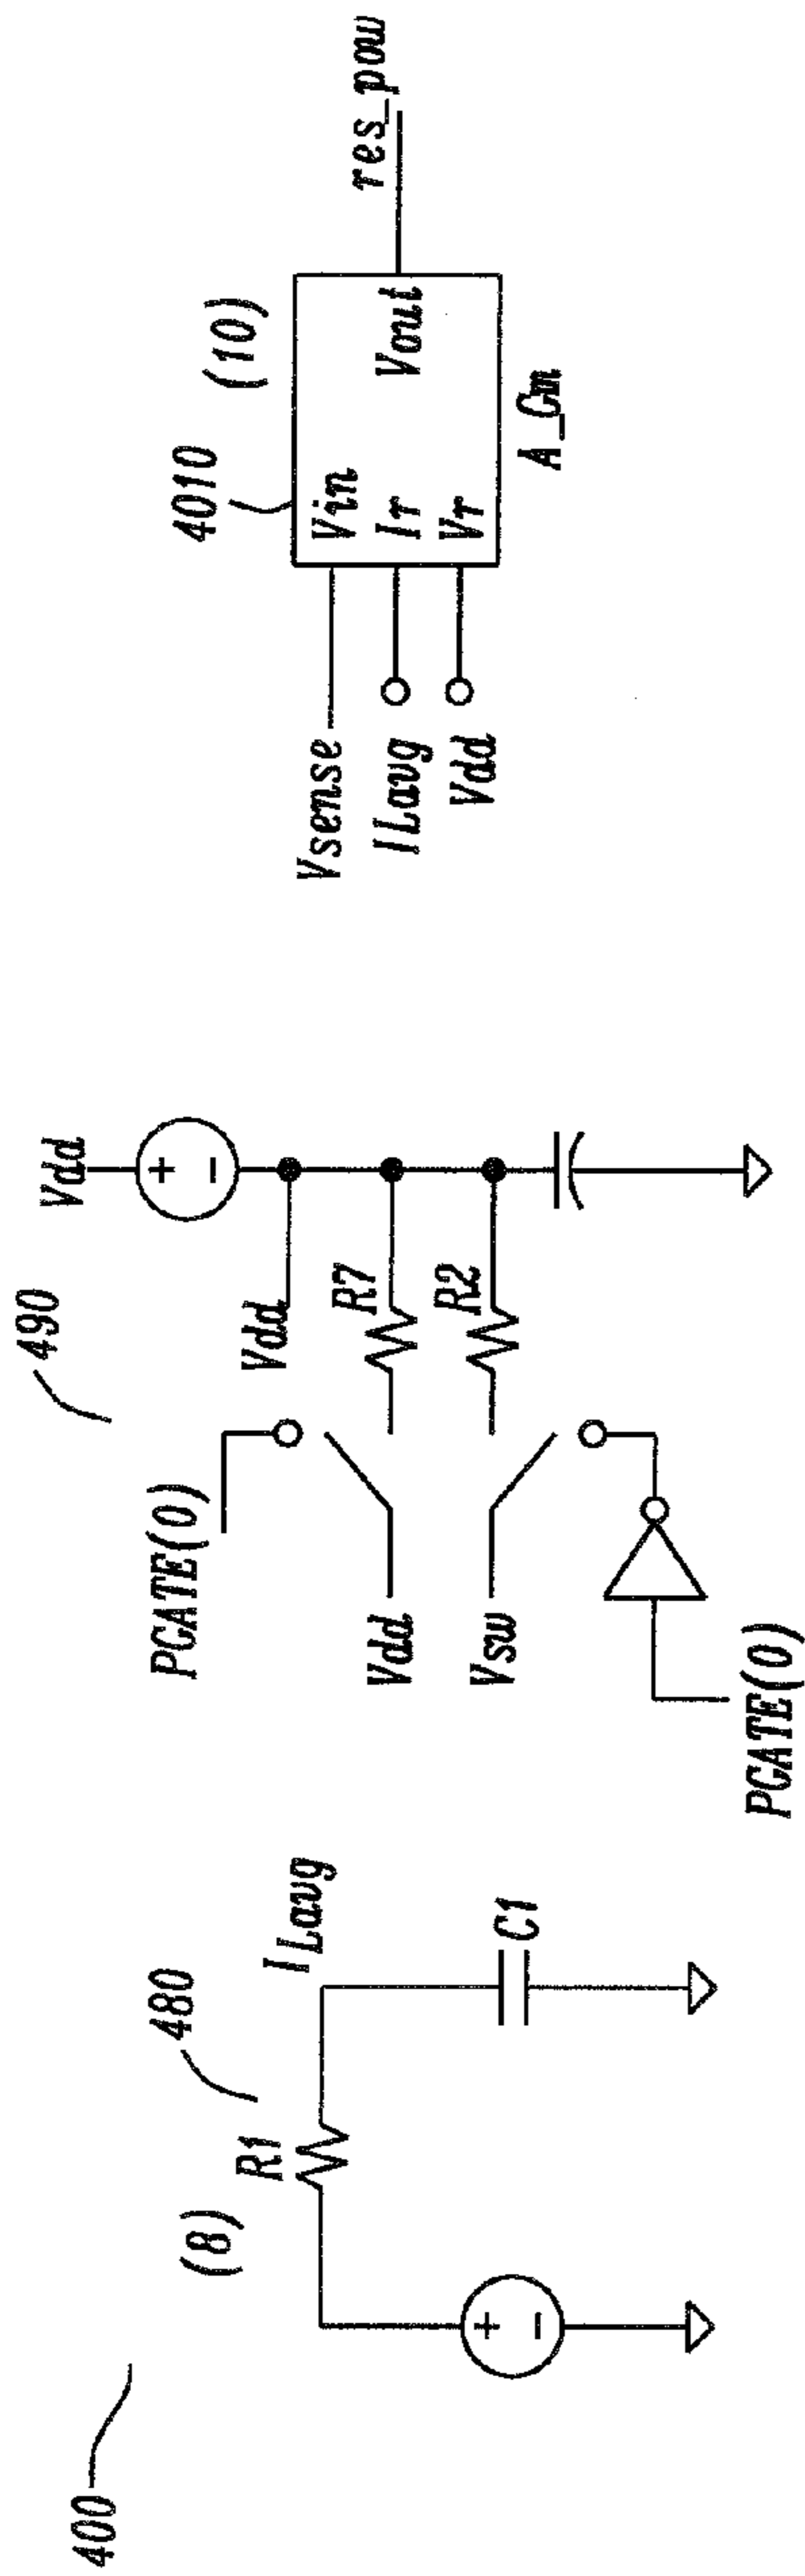 400
(8)
480
R1
I_Lavg
C1
+
-
490
PGATE(0)
Vdd
Vdd
+
-
Vdd
R7
Vsw
R2
PGATE(0)
(10)
4010
Vsense
ILavg
Vdd
Vin
Ir
Vr
Vout
A_Gm
res_pow